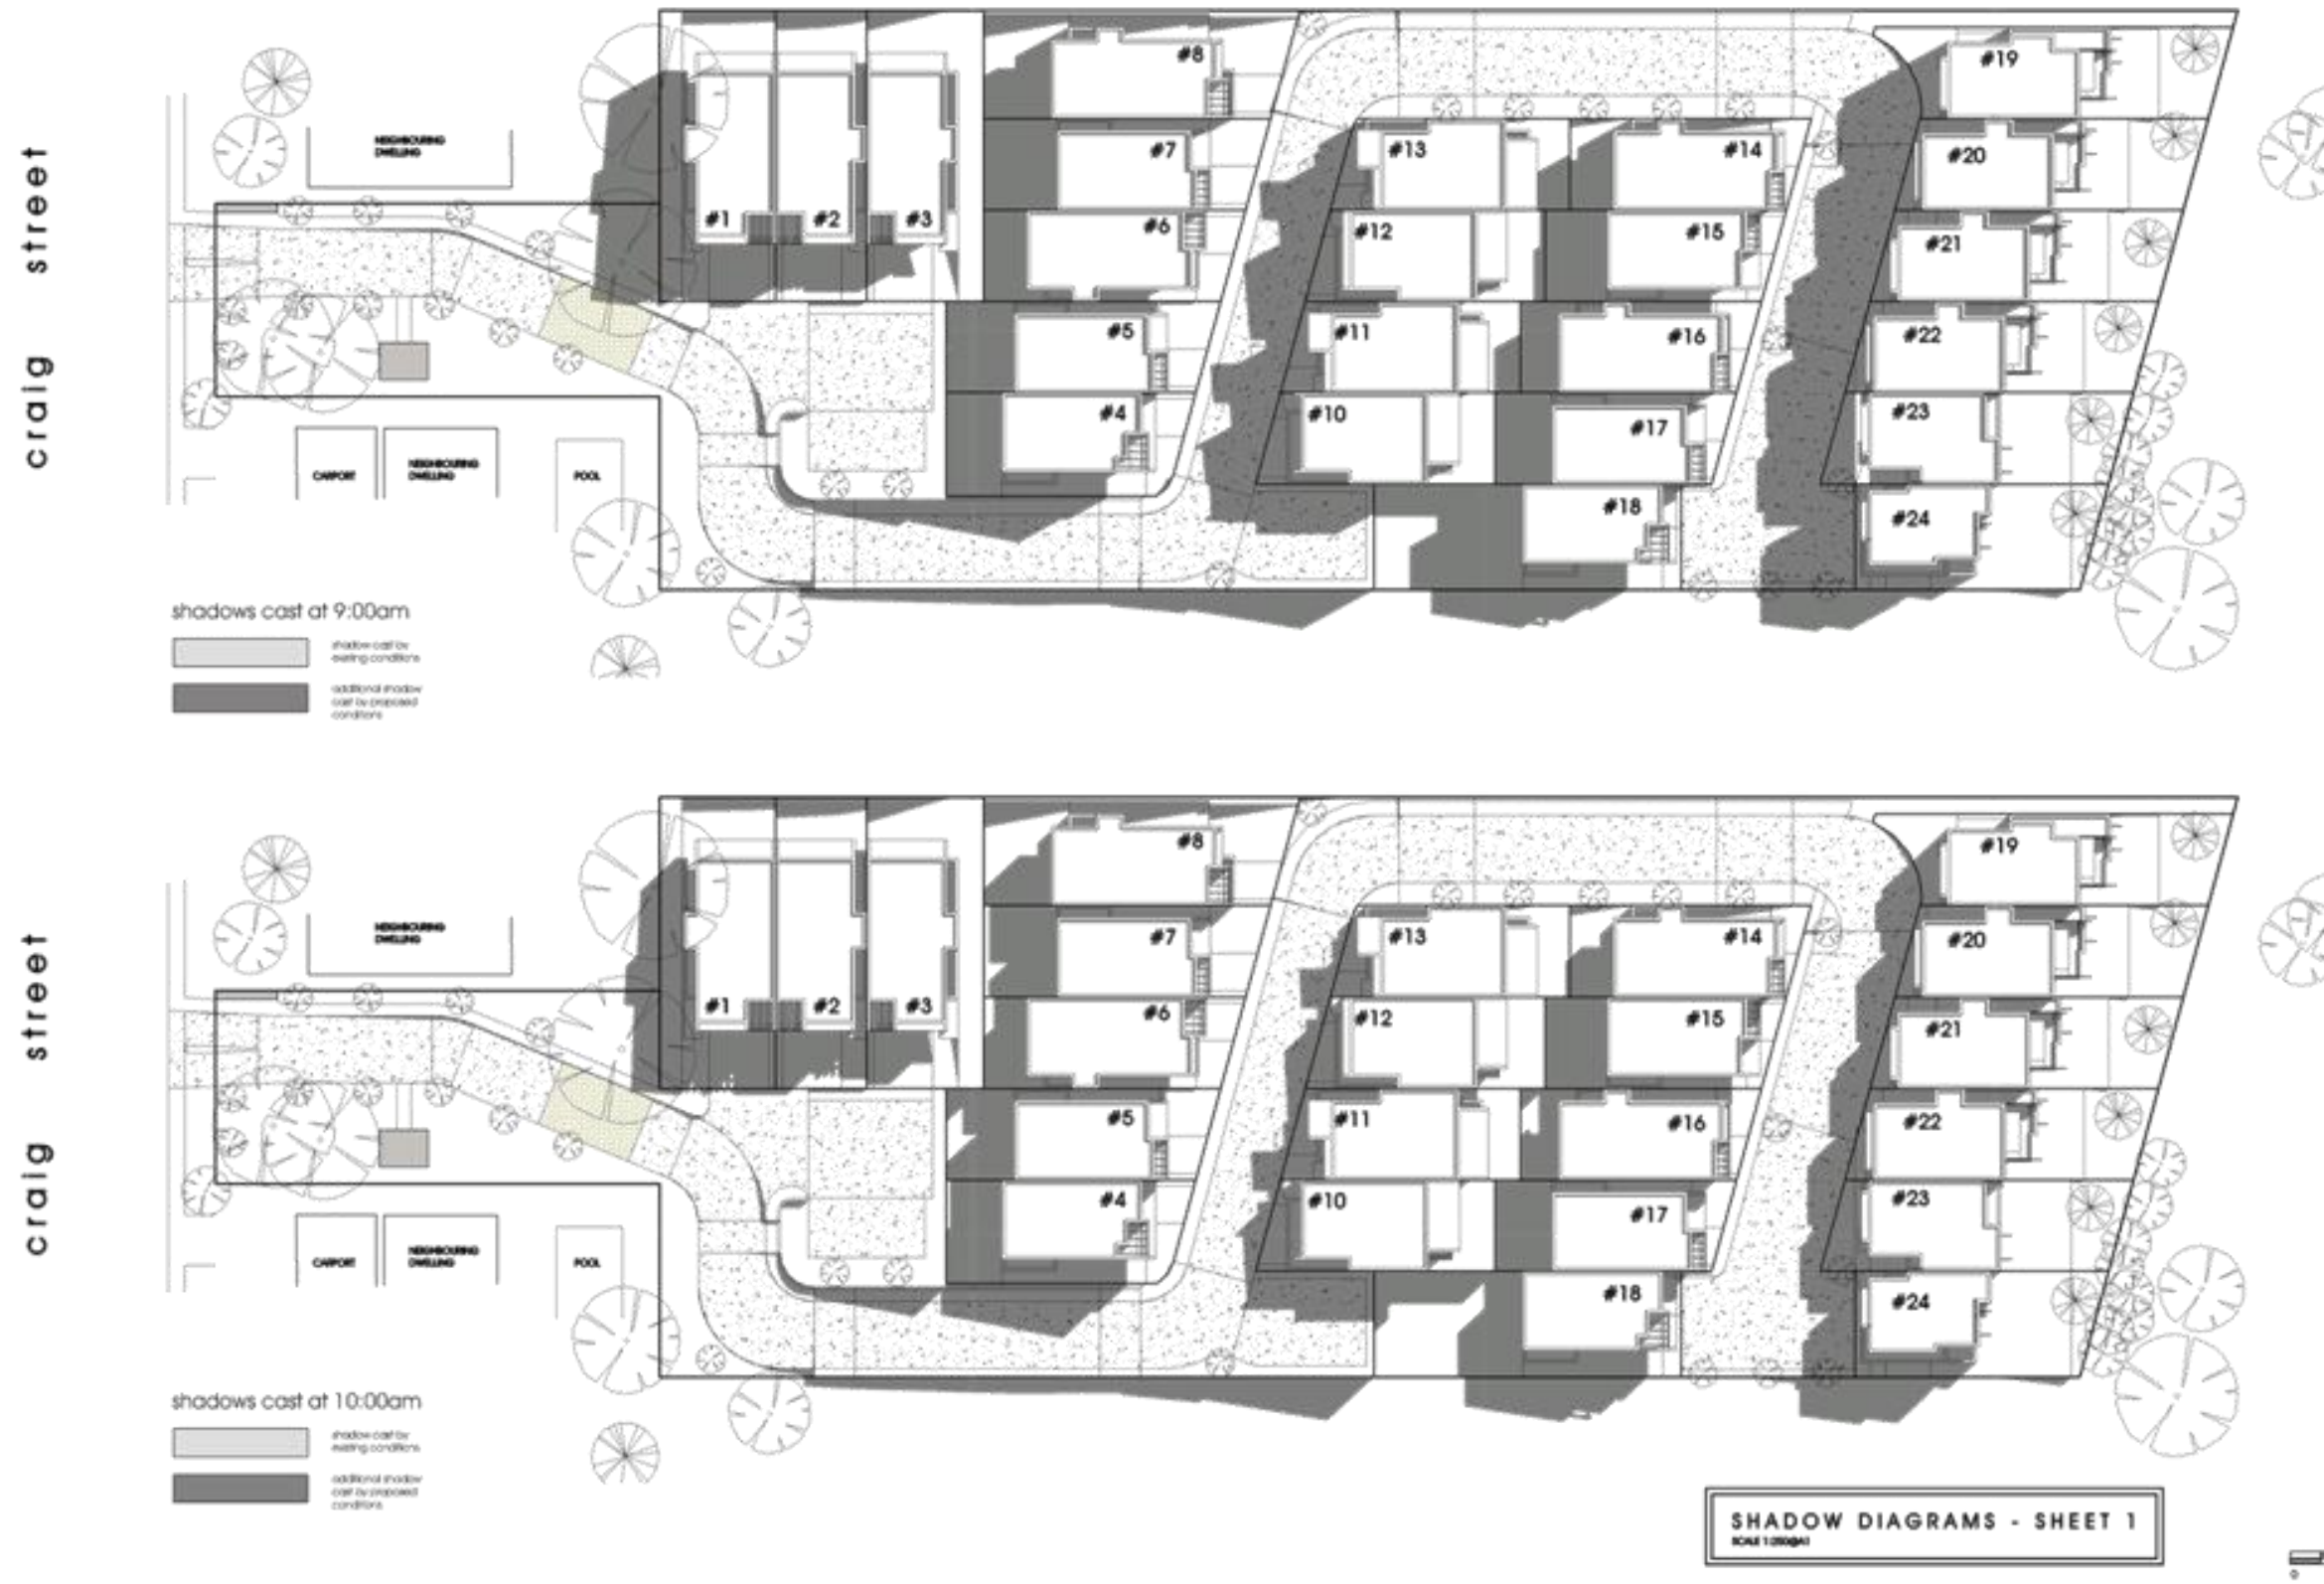 craig street
NEIGHBOURING
DWELLING
#1 #2 #3
#8
#7
#6
#5
#4
#13 #14
#12 #15
#11 #16
#10 #17
#18
#19
#20
#21
#22
#23
#24
CARPORT
NEIGHBOURING
DWELLING
POOL
shadows cast at 9:00am
shadow cast by
existing conditions
additional shadow
cast by proposed
conditions
craig street
NEIGHBOURING
DWELLING
#1 #2 #3
#8
#7
#6
#5
#4
#13 #14
#12 #15
#11 #16
#10 #17
#18
#19
#20
#21
#22
#23
#24
CARPORT
NEIGHBOURING
DWELLING
POOL
shadows cast at 10:00am
shadow cast by
existing conditions
additional shadow
cast by proposed
conditions
SHADOW DIAGRAMS - SHEET 1
SCALE 1:250@A1
0